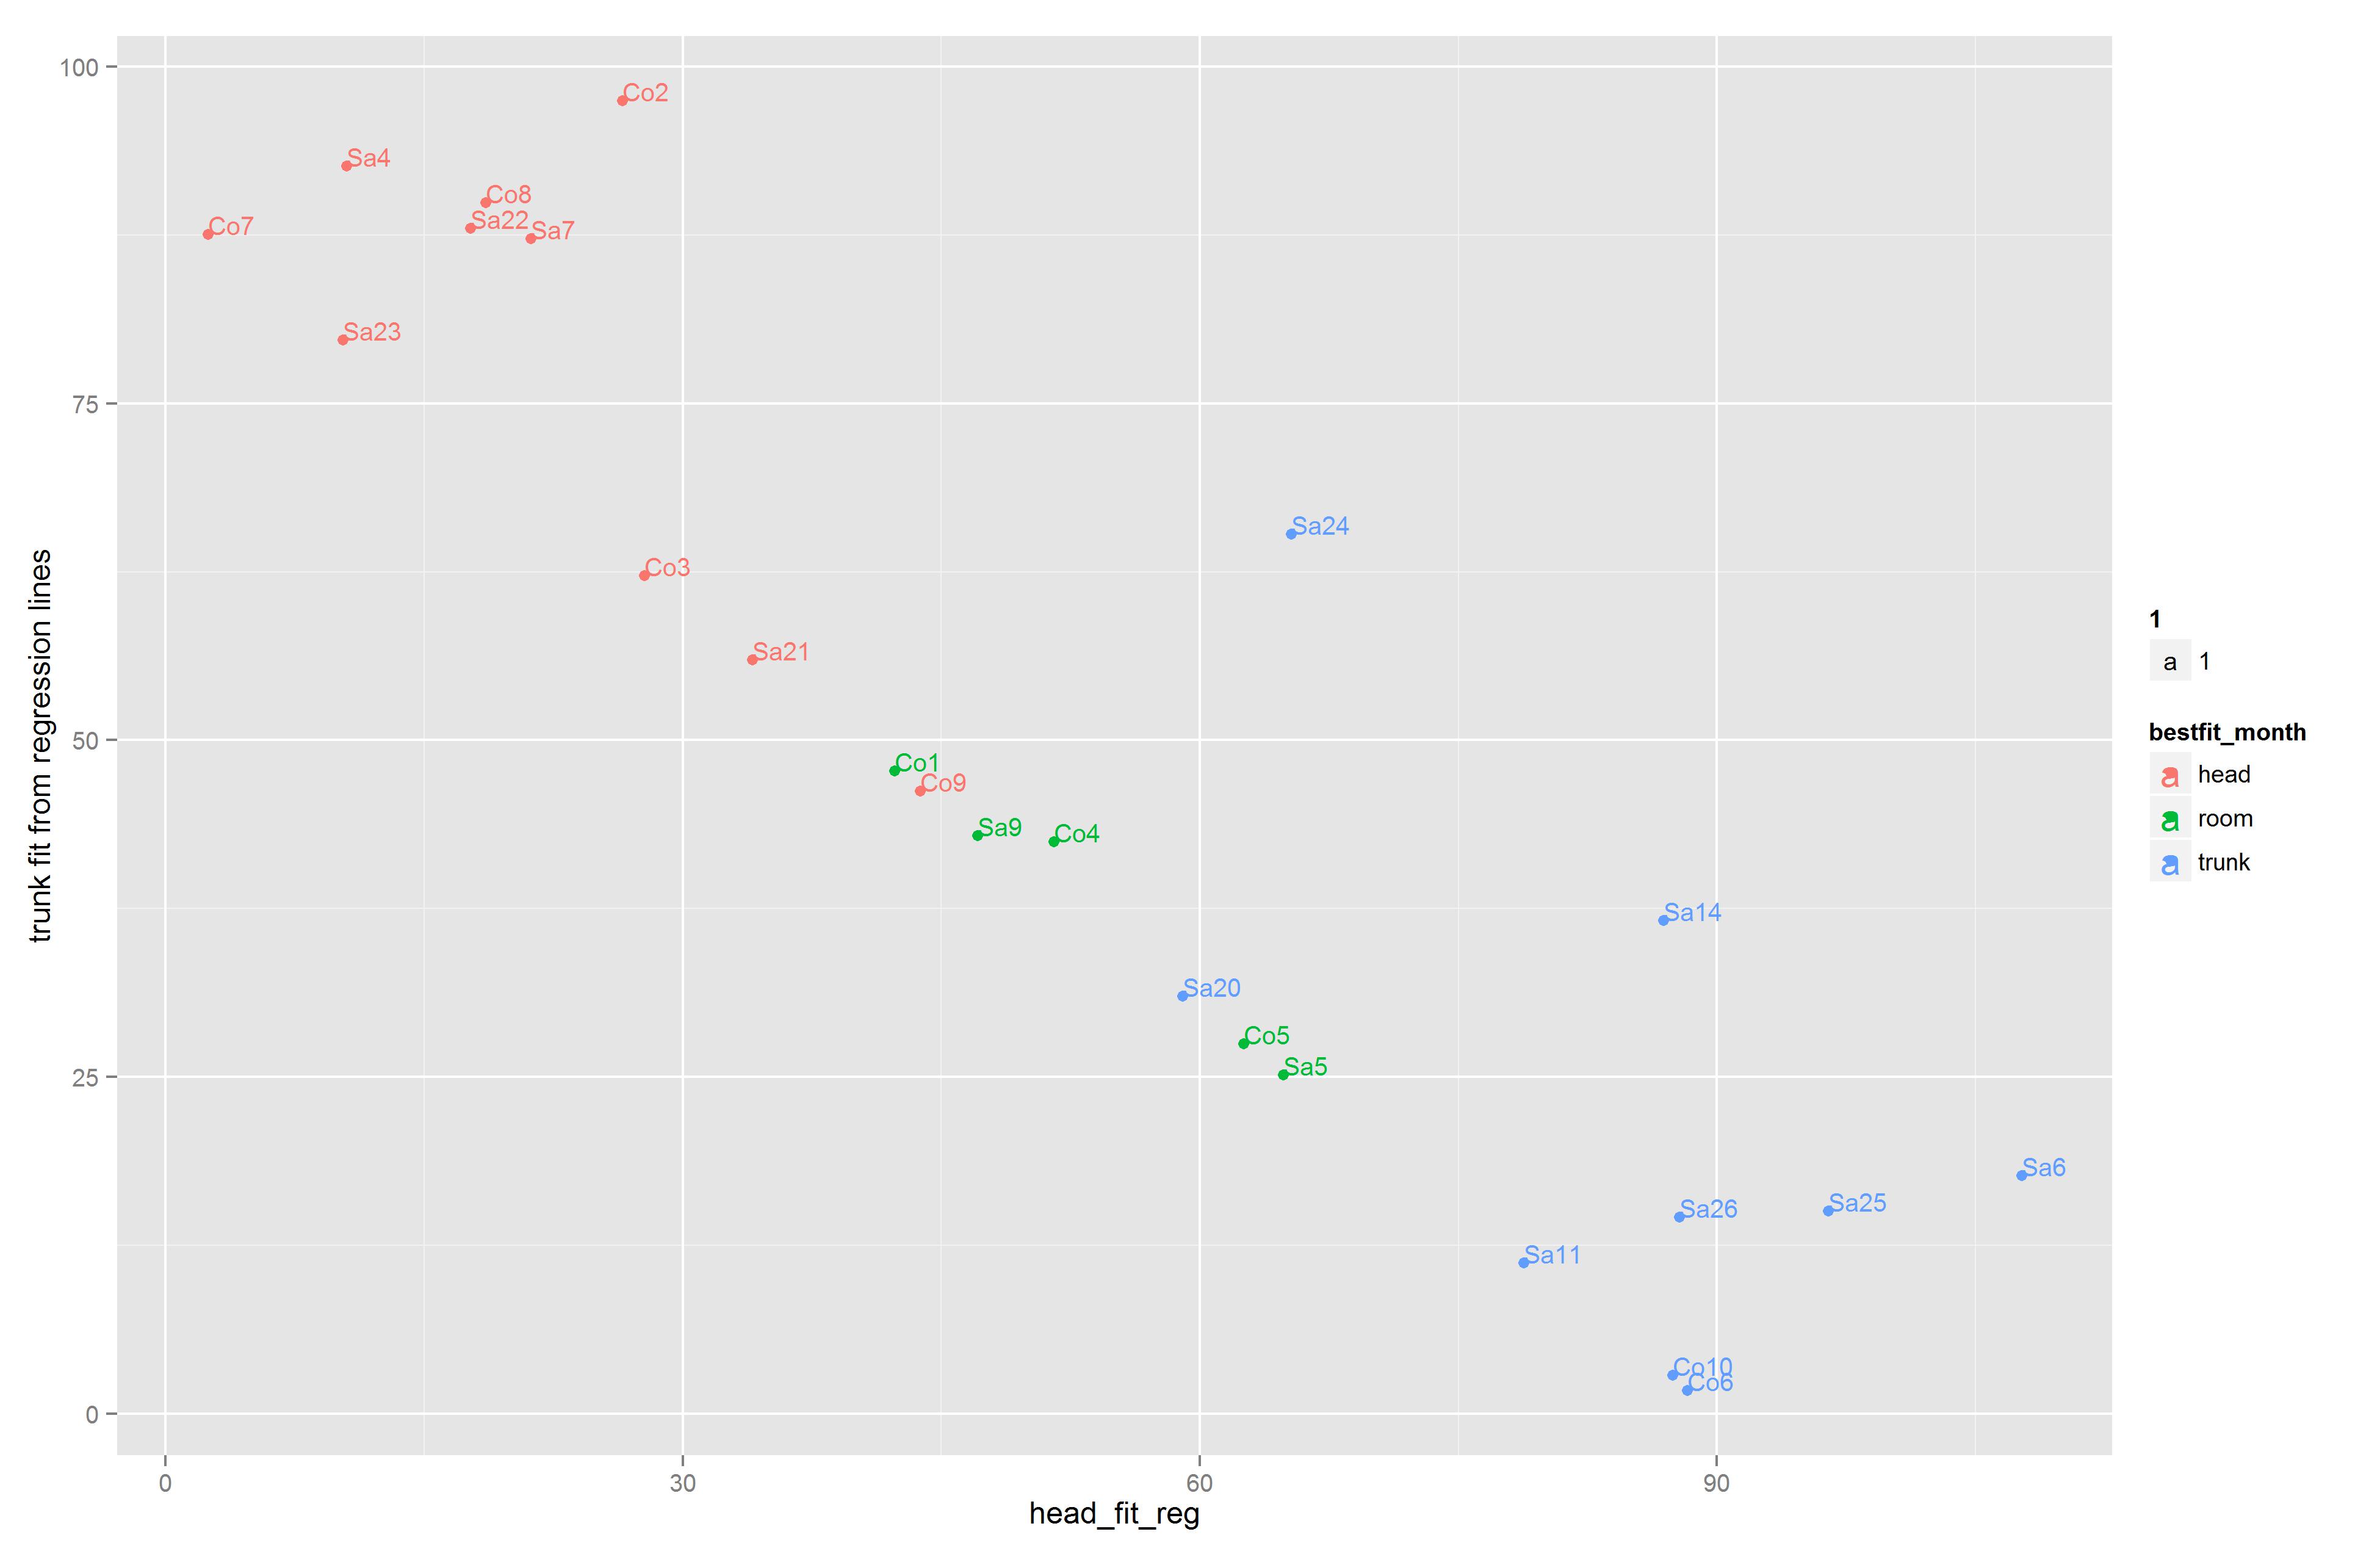 100
75
50
25
0
trunk fit from regression lines
Co2
Sa4
Co8
Sa22
Co7
Sa7
Sa23
Sa24
Co3
Sa21
Co1
Co9
Sa9
Co4
Sa14
Sa20
Co5
Sa5
Sa6
Sa25
Sa26
Sa11
Co10
Co6
0 30 60 90
head_fit_reg
1
a 1
bestfit_month
a head
a room
a trunk